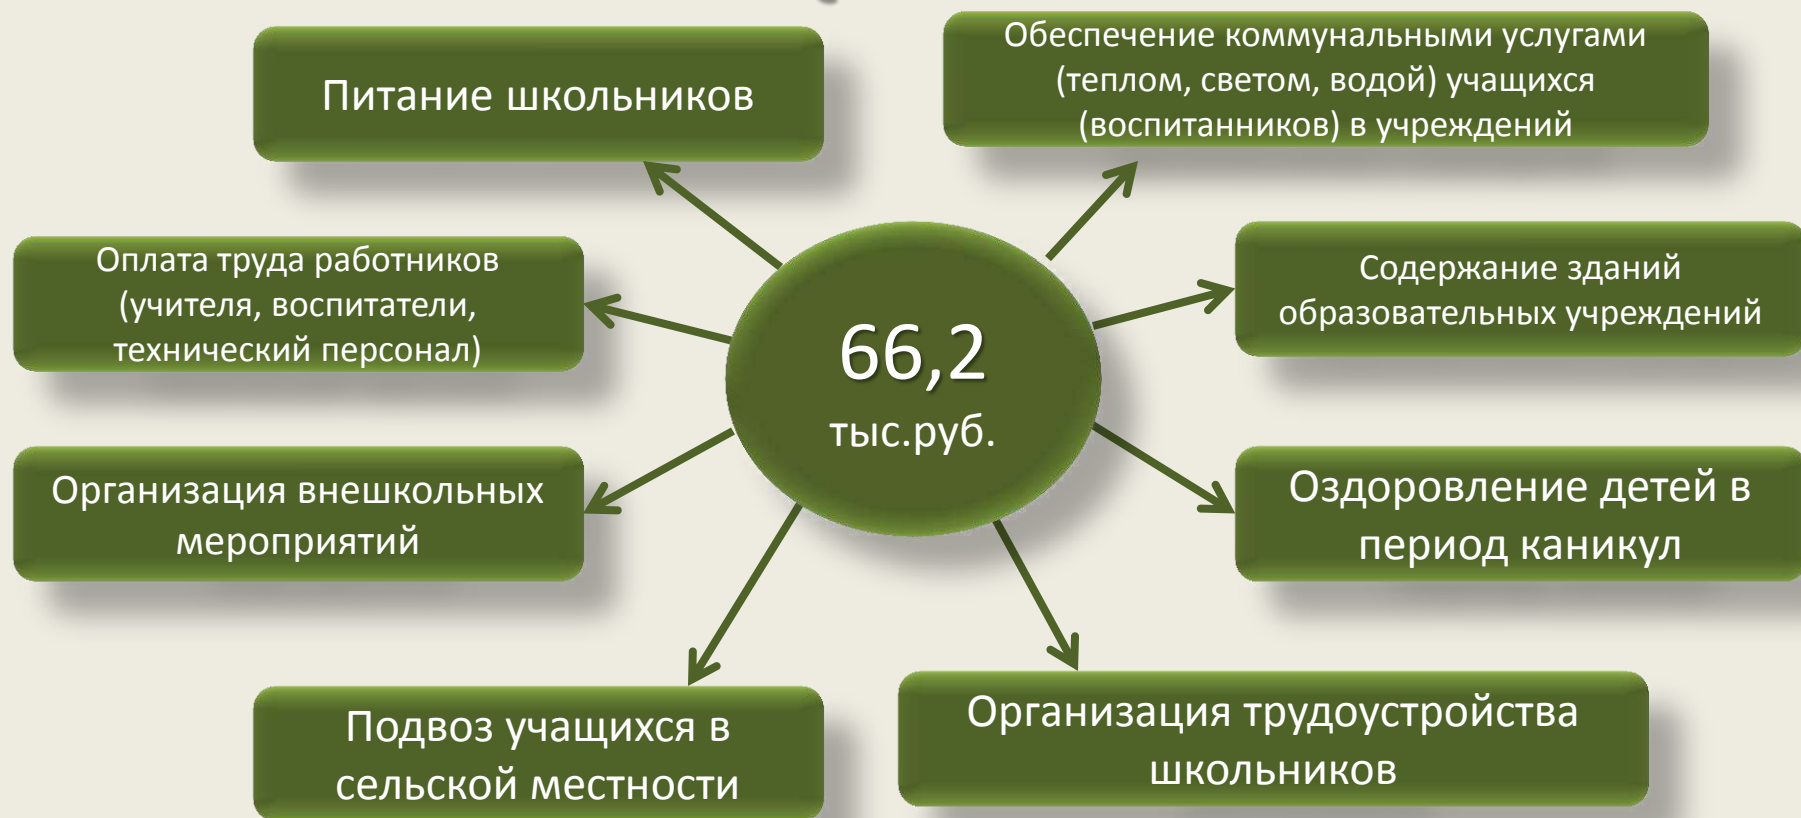 Питание школьников
Обеспечение коммунальными услугами
(теплом, светом, водой) учащихся
(воспитанников) в учреждений
Оплата труда работников
(учителя, воспитатели,
технический персонал)
Содержание зданий
образовательных учреждений
66,2
тыс.руб.
Организация внешкольных
мероприятий
Оздоровление детей в
период каникул
Подвоз учащихся в
сельской местности
Организация трудоустройства
школьников